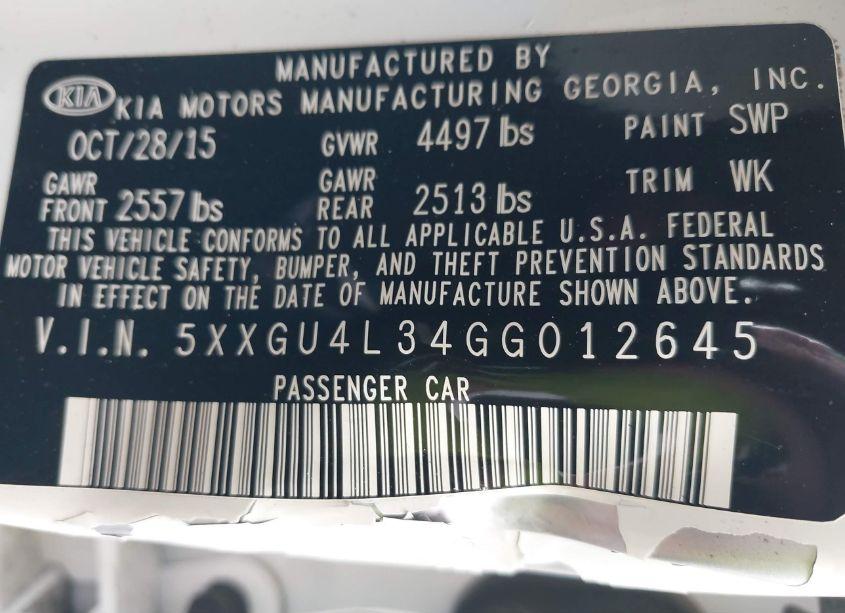 MANUFACTURED BY
KIA KIA MOTORS MANUFACTURING GEORGIA, INC.
OCT/28/15 GVWR 4497 lbs PAINT SWP
GAWR FRONT 2557 lbs GAWR REAR 2513 lbs TRIM WK
THIS VEHICLE CONFORMS TO ALL APPLICABLE U.S.A. FEDERAL
MOTOR VEHICLE SAFETY, BUMPER, AND THEFT PREVENTION STANDARDS
IN EFFECT ON THE DATE OF MANUFACTURE SHOWN ABOVE.
V.I.N. 5XXGU4L34GG012645
PASSENGER CAR